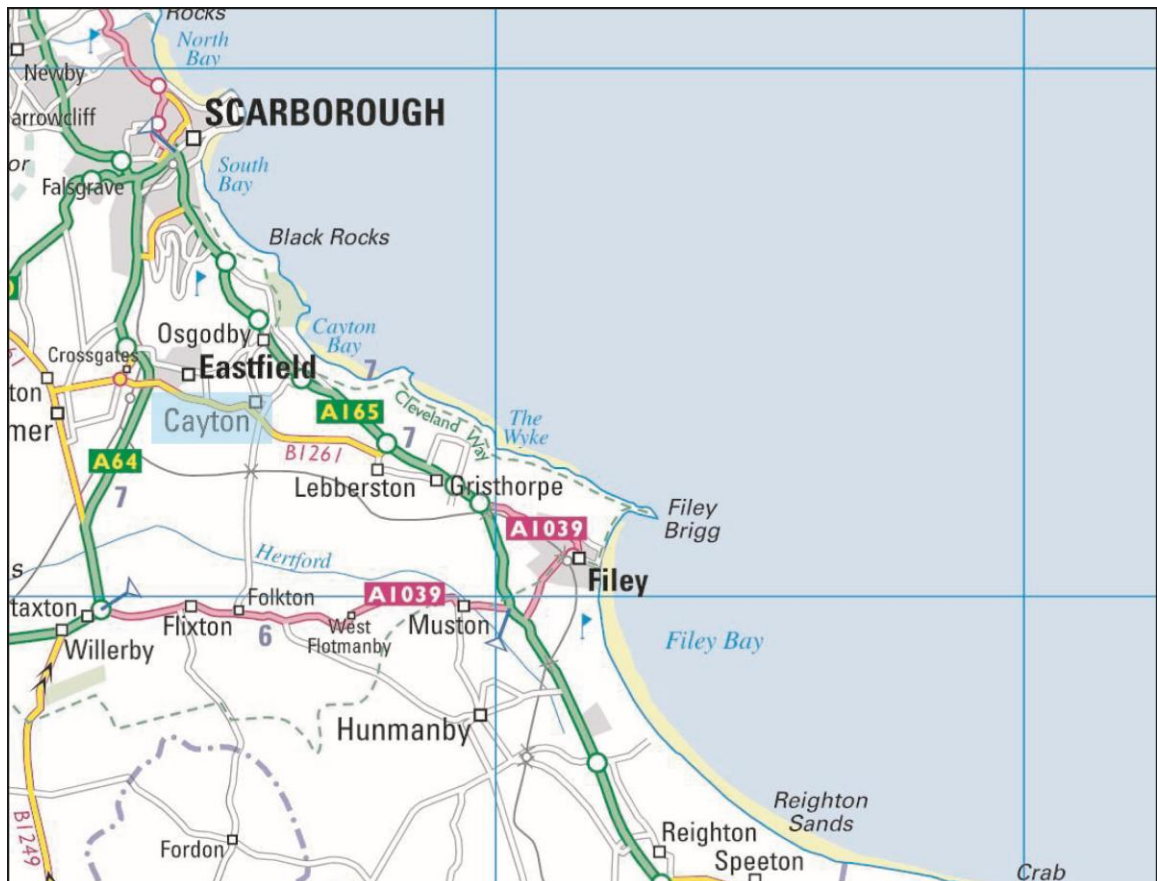 Rocks
North
Bay
Newby
SCARBOROUGH
arrowcliff
or
South
Bay
Falsgrave
Black Rocks
Osgodby
Cayton
Bay
Crossgates
Eastfield
7
61
ton
Cayton
A165
Cleveland Way
The
Wyke
mer
7
B1261
A64
Lebberston
Gristhorpe
7
Filey
Brigg
A1039
Hertford
s
Filey
A1039
Folkton
taxton
Flixton
6
West
Flotmanby
Muston
Willerby
Filey Bay
Hunmanby
Reighton
Sands
B1249
Fordon
Reighton
Speeton
Crab